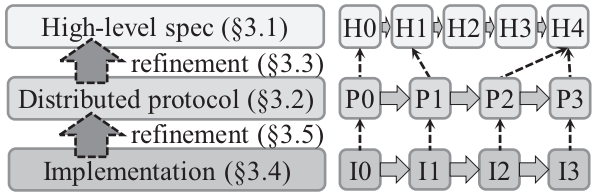 High-level spec (§3.1)
refinement (§3.3)
Distributed protocol (§3.2)
refinement (§3.5)
Implementation (§3.4)
H0 H1 H2 H3 H4
P0 P1 P2 P3
I0 I1 I2 I3